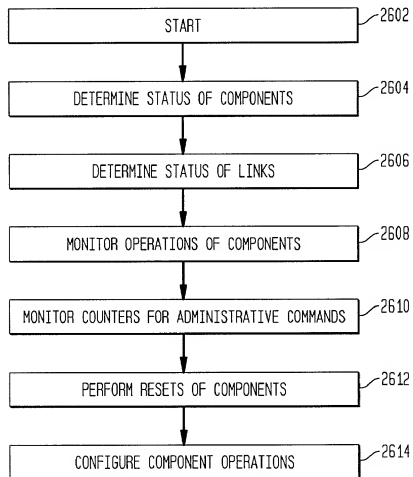 START 2602
DETERMINE STATUS OF COMPONENTS 2604
DETERMINE STATUS OF LINKS 2606
MONITOR OPERATIONS OF COMPONENTS 2608
MONITOR COUNTERS FOR ADMINISTRATIVE COMMANDS 2610
PERFORM RESETS OF COMPONENTS 2612
CONFIGURE COMPONENT OPERATIONS 2614